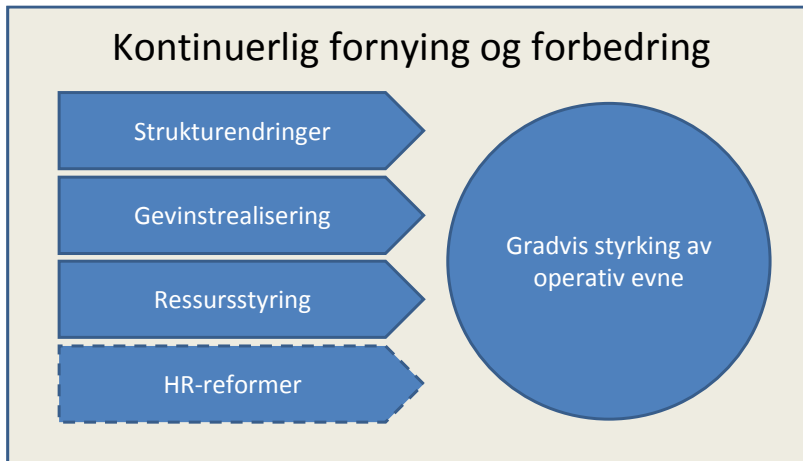 Kontinuerlig fornying og forbedring
Strukturendringer
Gevinstrealisering
Ressursstyring
HR-reformer
Gradvis styrking av
operativ evne